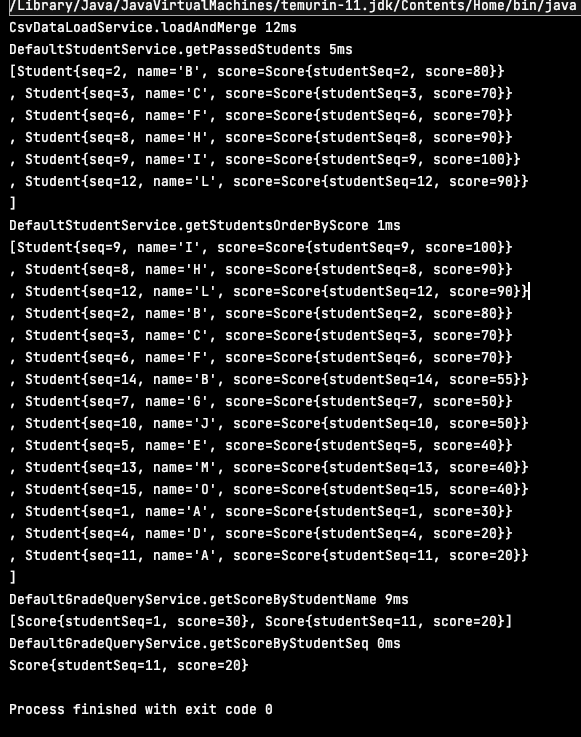 /Library/Java/JavaVirtualMachines/temurin-11.jdk/Contents/Home/bin/java
CsvDataLoadService.loadAndMerge 12ms
DefaultStudentService.getPassedStudents 5ms
[Student{seq=2, name='B', score=Score{studentSeq=2, score=80}}
, Student{seq=3, name='C', score=Score{studentSeq=3, score=70}}
, Student{seq=6, name='F', score=Score{studentSeq=6, score=70}}
, Student{seq=8, name='H', score=Score{studentSeq=8, score=90}}
, Student{seq=9, name='I', score=Score{studentSeq=9, score=100}}
, Student{seq=12, name='L', score=Score{studentSeq=12, score=90}}
]
DefaultStudentService.getStudentsOrderByScore 1ms
[Student{seq=9, name='I', score=Score{studentSeq=9, score=100}}
, Student{seq=8, name='H', score=Score{studentSeq=8, score=90}}
, Student{seq=12, name='L', score=Score{studentSeq=12, score=90}}
, Student{seq=2, name='B', score=Score{studentSeq=2, score=80}}
, Student{seq=3, name='C', score=Score{studentSeq=3, score=70}}
, Student{seq=6, name='F', score=Score{studentSeq=6, score=70}}
, Student{seq=14, name='B', score=Score{studentSeq=14, score=55}}
, Student{seq=7, name='G', score=Score{studentSeq=7, score=50}}
, Student{seq=10, name='J', score=Score{studentSeq=10, score=50}}
, Student{seq=5, name='E', score=Score{studentSeq=5, score=40}}
, Student{seq=13, name='M', score=Score{studentSeq=13, score=40}}
, Student{seq=15, name='O', score=Score{studentSeq=15, score=40}}
, Student{seq=1, name='A', score=Score{studentSeq=1, score=30}}
, Student{seq=4, name='D', score=Score{studentSeq=4, score=20}}
, Student{seq=11, name='A', score=Score{studentSeq=11, score=20}}
]
DefaultGradeQueryService.getScoreByStudentName 9ms
[Score{studentSeq=1, score=30}, Score{studentSeq=11, score=20}]
DefaultGradeQueryService.getScoreByStudentSeq 0ms
Score{studentSeq=11, score=20}
Process finished with exit code 0